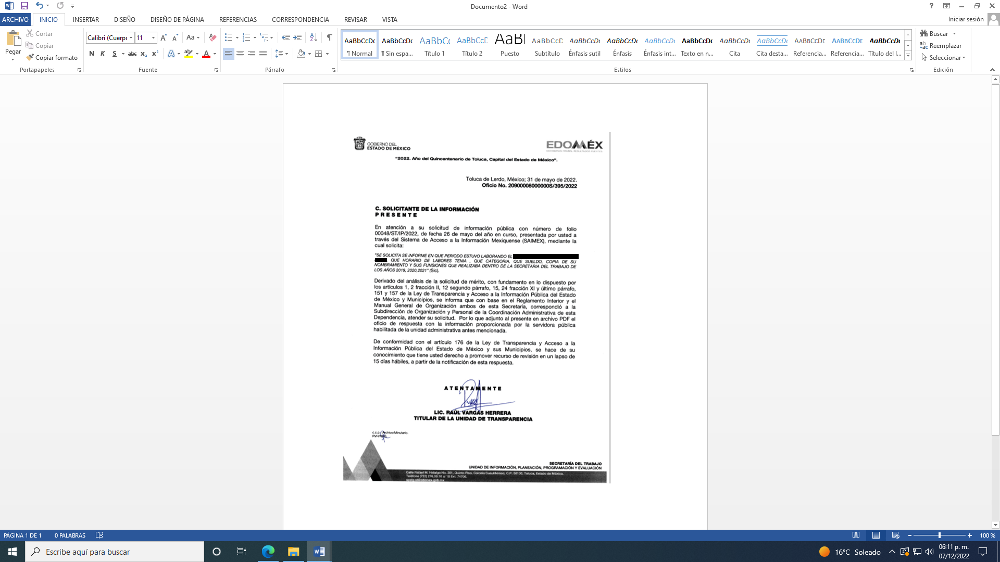 Documento2 - Word
ARCHIVO INICIO INSERTAR DISEÑO DISEÑO DE PÁGINA REFERENCIAS CORRESPONDENCIA REVISAR VISTA Iniciar sesión
Pegar Cortar
Copiar
Copiar formato
Portapapeles
Calibri (Cuerpo 11
N K S abc x₂ x²
Fuente
Párrafo
AaBbCcDc AaBbCcDc AaBbCc AaBbCcD AaBl AaBbCcD AaBbCcDc AaBbCcDc AaBbCcDc AaBbCcDc AaBbCcDc AaBbCcDc AaBbCcDd AaBbCcDd AaBbCcDc
¶ Normal ¶ Sin espa... Título 1 Título 2 Puesto Subtítulo Énfasis sutil Énfasis Énfasis int... Texto en n... Cita Cita desta... Referencia... Referencia... Título del l...
Estilos
Buscar
Reemplazar
Seleccionar
Edición
GOBIERNO DEL
ESTADO DE MÉXICO
EDOMÉX
DECISIONES FIRMES, RESULTADOS FUERTES.
"2022. Año del Quincentenario de Toluca, Capital del Estado de México".
Toluca de Lerdo, México; 31 de mayo de 2022.
Oficio No. 20900008000000S/395/2022
C. SOLICITANTE DE LA INFORMACIÓN
P R E S E N T E
En atención a su solicitud de información pública con número de folio
00048/ST/IP/2022, de fecha 26 de mayo del año en curso, presentada por usted a
través del Sistema de Acceso a la Información Mexiquense (SAIMEX), mediante la
cual solicita:
"SE SOLICITA SE INFORME EN QUE PERIODO ESTUVO LABORANDO EL
QUE HORARIO DE LABORES TENIA , QUE CATEGORIA, QUE SUELDO, COPIA DE SU
NOMBRAMIENTO Y SUS FUNSIONES QUE REALIZABA DENTRO DE LA SECRETARIA DEL TRABAJO DE
LOS AÑOS 2019, 2020,2021" (Sic).
Derivado del análisis de la solicitud de mérito, con fundamento en lo dispuesto por
los artículos 1, 2 fracción II, 12 segundo párrafo, 15, 24 fracción XI y último párrafo,
151 y 157 de la Ley de Transparencia y Acceso a la Información Pública del Estado
de México y Municipios, se informa que con base en el Reglamento Interior y el
Manual General de Organización ambos de esta Secretaría, correspondió a la
Subdirección de Organización y Personal de la Coordinación Administrativa de esta
Dependencia, atender su solicitud. Por lo que adjunto al presente en archivo PDF el
oficio de respuesta con la información proporcionada por la servidora pública
habilitada de la unidad administrativa antes mencionada.
De conformidad con el artículo 176 de la Ley de Transparencia y Acceso a la
Información Pública del Estado de México y sus Municipios, se hace de su
conocimiento que tiene usted derecho a promover recurso de revisión en un lapso de
15 días hábiles, a partir de la notificación de esta respuesta.
A T E N T A M E N T E
LIC. RAÚL VARGAS HERRERA
TITULAR DE LA UNIDAD DE TRANSPARENCIA
c.c.p. Archivo/Minutario.
SECRETARÍA DEL TRABAJO
UNIDAD DE INFORMACIÓN, PLANEACIÓN, PROGRAMACIÓN Y EVALUACIÓN
Calle Rafael M. Hidalgo No. 301, Quinto Piso, Colonia Cuauhtémoc, C.P. 50130, Toluca, Estado de México.
Teléfono (722) 276.09.10 al 18 Ext. 74706.
PÁGINA 1 DE 1 0 PALABRAS 100 %
Escribe aquí para buscar
16°C Soleado
06:11 p. m.
07/12/2022